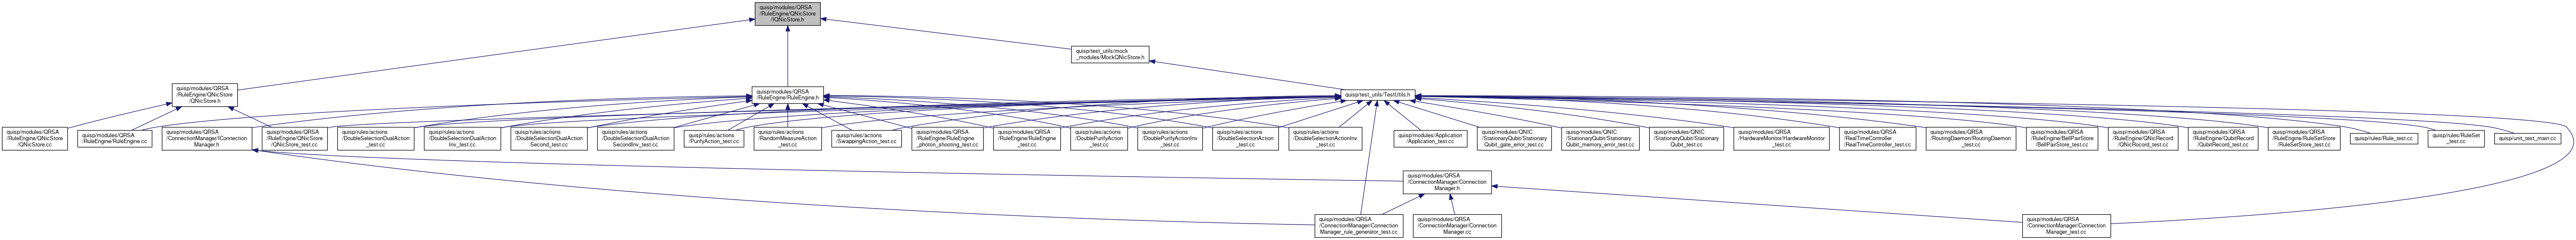 quisp/modules/QRSA
/RuleEngine/QNicStore
/IQNicStore.h
quisp/test_utils/mock
_modules/MockQNicStore.h
quisp/modules/QRSA
/RuleEngine/QNicStore
/QNicStore.h
quisp/modules/QRSA
/RuleEngine/RuleEngine.h
quisp/test_utils/TestUtils.h
quisp/modules/QRSA
/RuleEngine/QNicStore
/QNicStore.cc
quisp/modules/QRSA
/RuleEngine/RuleEngine.cc
quisp/modules/QRSA
/ConnectionManager/IConnection
Manager.h
quisp/modules/QRSA
/RuleEngine/QNicStore
/QNicStore_test.cc
quisp/rules/actions
/DoubleSelectionDualAction
_test.cc
quisp/rules/actions
/DoubleSelectionDualAction
Inv_test.cc
quisp/rules/actions
/DoubleSelectionDualAction
Second_test.cc
quisp/rules/actions
/DoubleSelectionDualAction
SecondInv_test.cc
quisp/rules/actions
/PurifyAction_test.cc
quisp/rules/actions
/RandomMeasureAction
_test.cc
quisp/rules/actions
/SwappingAction_test.cc
quisp/modules/QRSA
/RuleEngine/RuleEngine
_photon_shooting_test.cc
quisp/modules/QRSA
/RuleEngine/RuleEngine
_test.cc
quisp/rules/actions
/DoublePurifyAction
_test.cc
quisp/rules/actions
/DoublePurifyActionInv
_test.cc
quisp/rules/actions
/DoubleSelectionAction
_test.cc
quisp/rules/actions
/DoubleSelectionActionInv
_test.cc
quisp/modules/Application
/Application_test.cc
quisp/modules/QNIC
/StationaryQubit/Stationary
Qubit_gate_error_test.cc
quisp/modules/QNIC
/StationaryQubit/Stationary
Qubit_memory_error_test.cc
quisp/modules/QNIC
/StationaryQubit/Stationary
Qubit_test.cc
quisp/modules/QRSA
/HardwareMonitor/HardwareMonitor
_test.cc
quisp/modules/QRSA
/RealTimeController
/RealTimeController_test.cc
quisp/modules/QRSA
/RoutingDaemon/RoutingDaemon
_test.cc
quisp/modules/QRSA
/RuleEngine/BellPairStore
/BellPairStore_test.cc
quisp/modules/QRSA
/RuleEngine/QNicRecord
/QNicRocord_test.cc
quisp/modules/QRSA
/RuleEngine/QubitRecord
/QubitRecord_test.cc
quisp/modules/QRSA
/RuleEngine/RuleSetStore
/RuleSetStore_test.cc
quisp/rules/Rule_test.cc
quisp/rules/RuleSet
_test.cc
quisp/unit_test_main.cc
quisp/modules/QRSA
/ConnectionManager/Connection
Manager.h
quisp/modules/QRSA
/ConnectionManager/Connection
Manager_rule_generator_test.cc
quisp/modules/QRSA
/ConnectionManager/Connection
Manager.cc
quisp/modules/QRSA
/ConnectionManager/Connection
Manager_test.cc